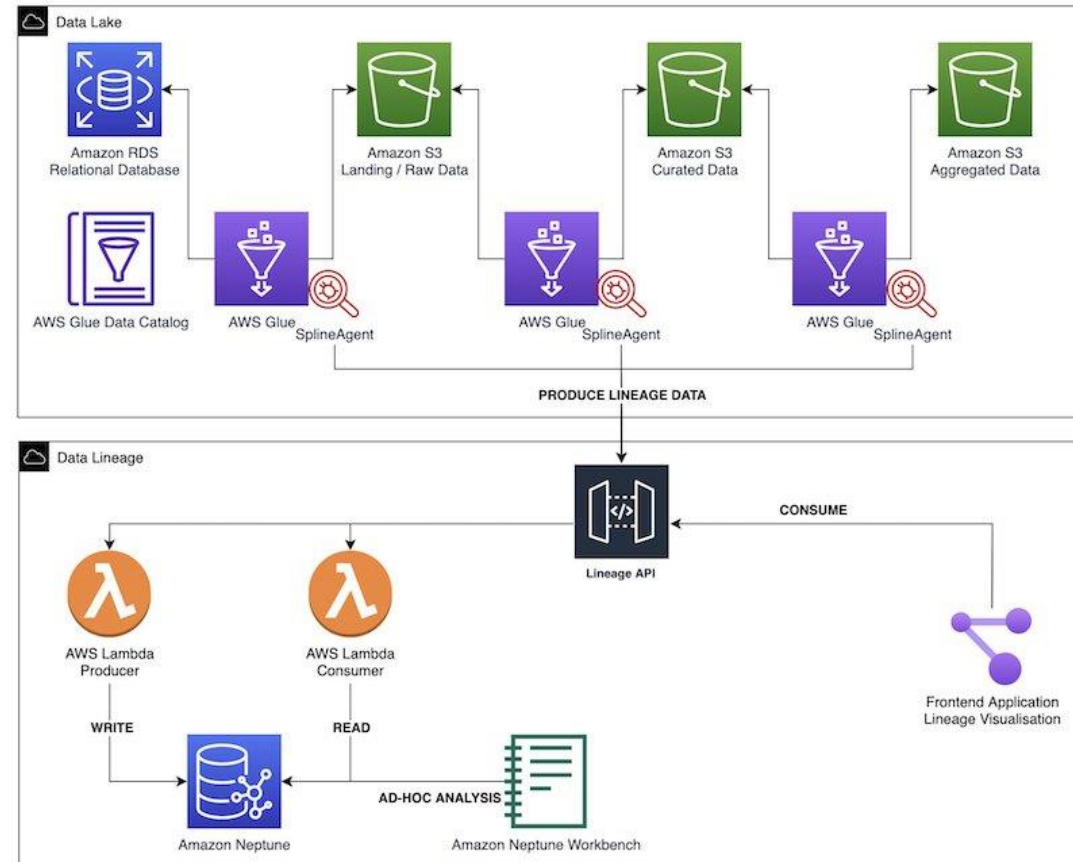 Data Lake
Amazon RDS
Relational Database
Amazon S3
Landing / Raw Data
Amazon S3
Curated Data
Amazon S3
Aggregated Data
AWS Glue Data Catalog
AWS Glue
SplineAgent
AWS Glue
SplineAgent
AWS Glue
SplineAgent
PRODUCE LINEAGE DATA
Data Lineage
</>
Lineage API
CONSUME
AWS Lambda
Producer
AWS Lambda
Consumer
Frontend Application
Lineage Visualisation
WRITE
READ
AD-HOC ANALYSIS
Amazon Neptune
Amazon Neptune Workbench